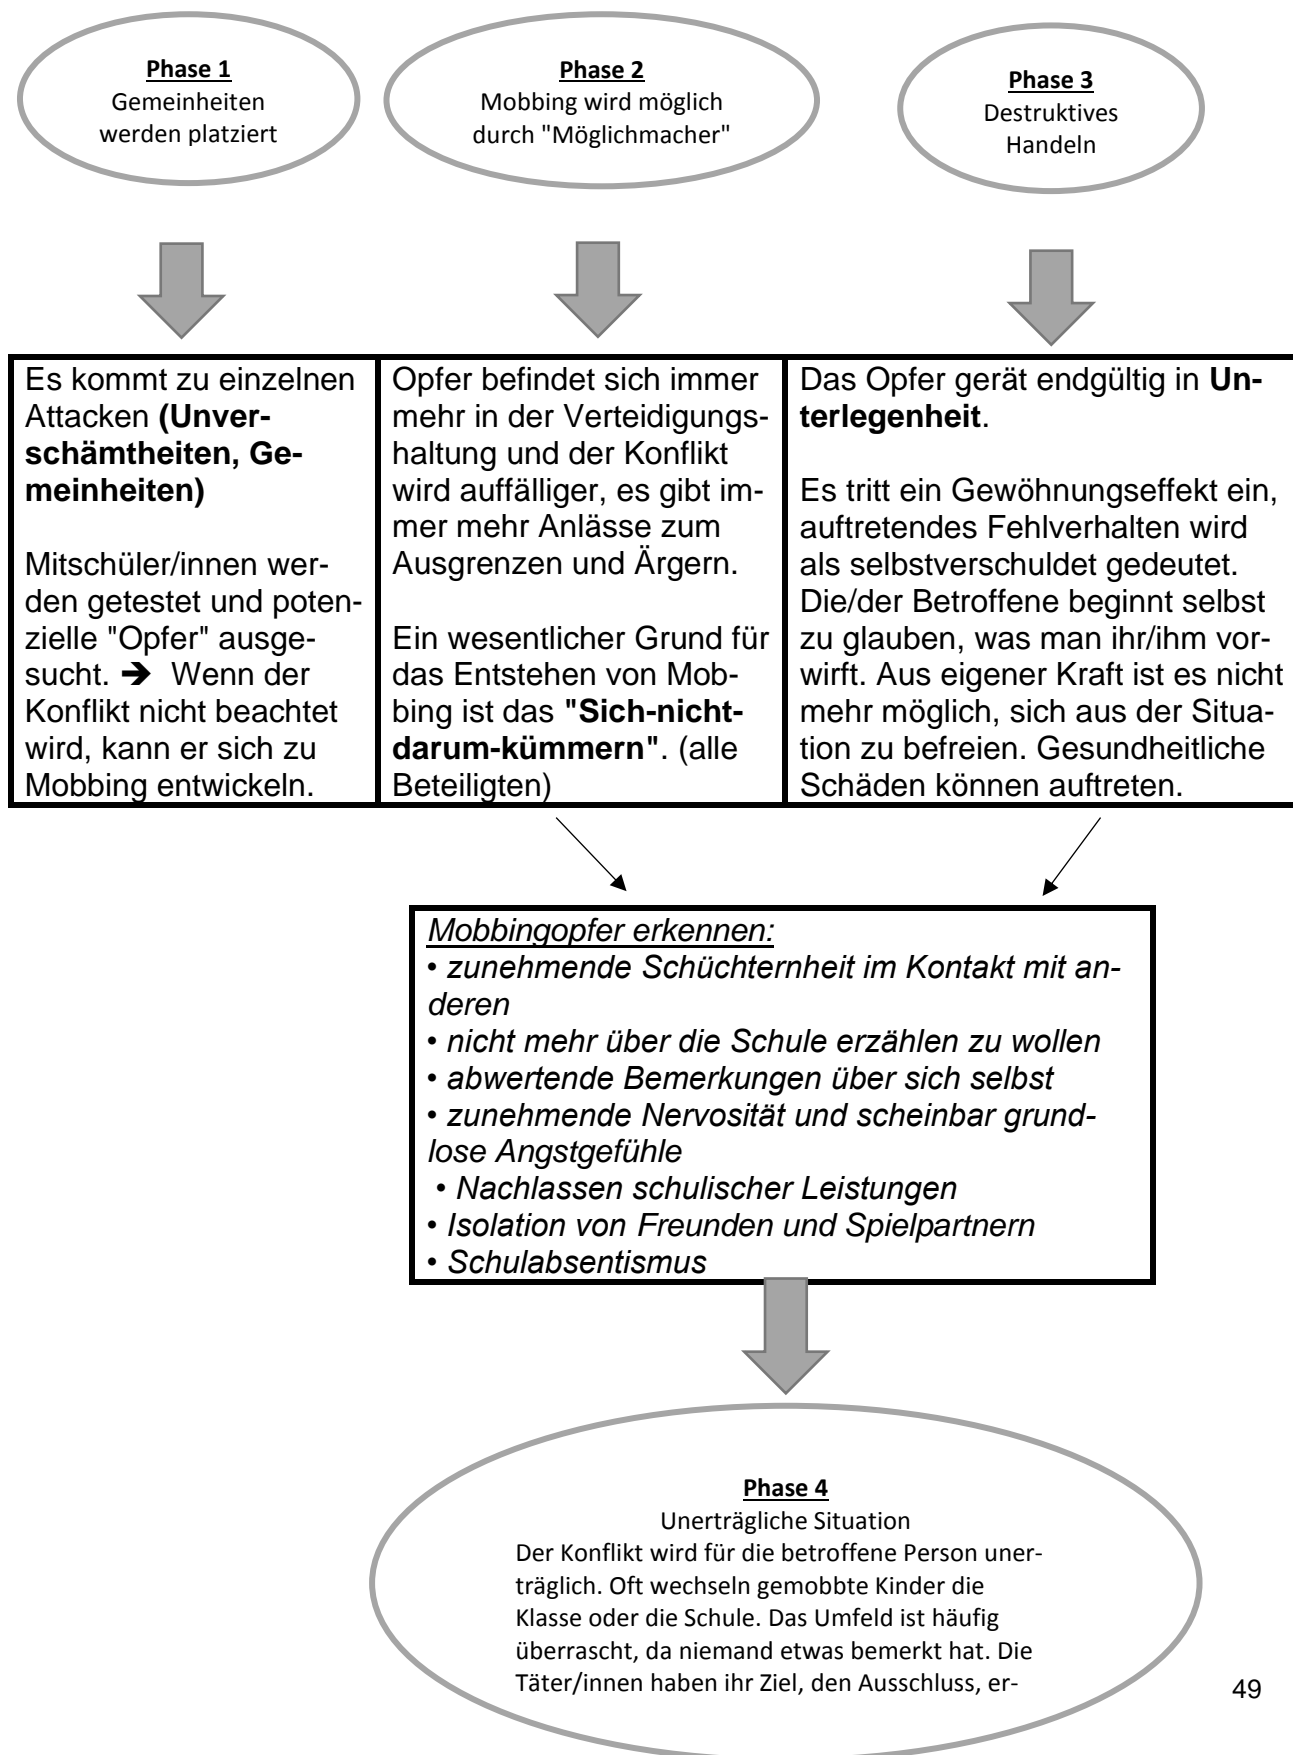 Phase 1
Gemeinheiten
werden platziert
Phase 2
Mobbing wird möglich
durch "Möglichmacher"
Phase 3
Destruktives
Handeln
Es kommt zu einzelnen
Attacken (Unver-
schämtheiten, Ge-
meinheiten)
Mitschüler/innen wer-
den getestet und poten-
zielle "Opfer" ausge-
sucht. ➔ Wenn der
Konflikt nicht beachtet
wird, kann er sich zu
Mobbing entwickeln.
Opfer befindet sich immer
mehr in der Verteidigungs-
haltung und der Konflikt
wird auffälliger, es gibt im-
mer mehr Anlässe zum
Ausgrenzen und Ärgern.
Ein wesentlicher Grund für
das Entstehen von Mob-
bing ist das "Sich-nicht-
darum-kümmern". (alle
Beteiligten)
Das Opfer gerät endgültig in Un-
terlegenheit.
Es tritt ein Gewöhnungseffekt ein,
auftretendes Fehlverhalten wird
als selbstverschuldet gedeutet.
Die/der Betroffene beginnt selbst
zu glauben, was man ihr/ihm vor-
wirft. Aus eigener Kraft ist es nicht
mehr möglich, sich aus der Situa-
tion zu befreien. Gesundheitliche
Schäden können auftreten.
Mobbingopfer erkennen:
• zunehmende Schüchternheit im Kontakt mit an-
deren
• nicht mehr über die Schule erzählen zu wollen
• abwertende Bemerkungen über sich selbst
• zunehmende Nervosität und scheinbar grund-
lose Angstgefühle
• Nachlassen schulischer Leistungen
• Isolation von Freunden und Spielpartnern
• Schulabsentismus
Phase 4
Unerträgliche Situation
Der Konflikt wird für die betroffene Person uner-
träglich. Oft wechseln gemobbte Kinder die
Klasse oder die Schule. Das Umfeld ist häufig
überrascht, da niemand etwas bemerkt hat. Die
Täter/innen haben ihr Ziel, den Ausschluss, er-
49